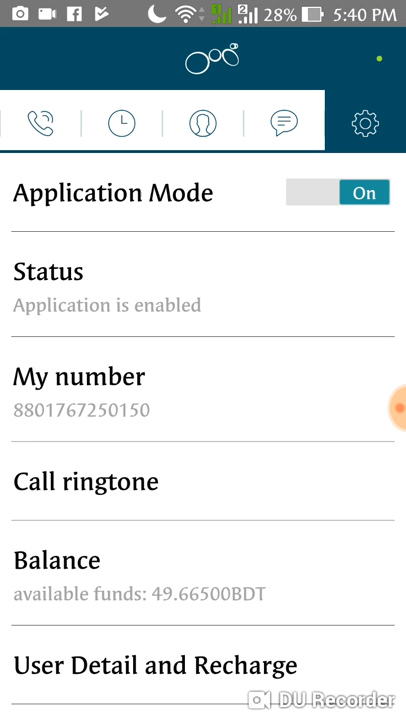 28% 5:40 PM
Application Mode On
Status
Application is enabled
My number
8801767250150
Call ringtone
Balance
available funds: 49.66500BDT
User Detail and Recharge
DU Recorder